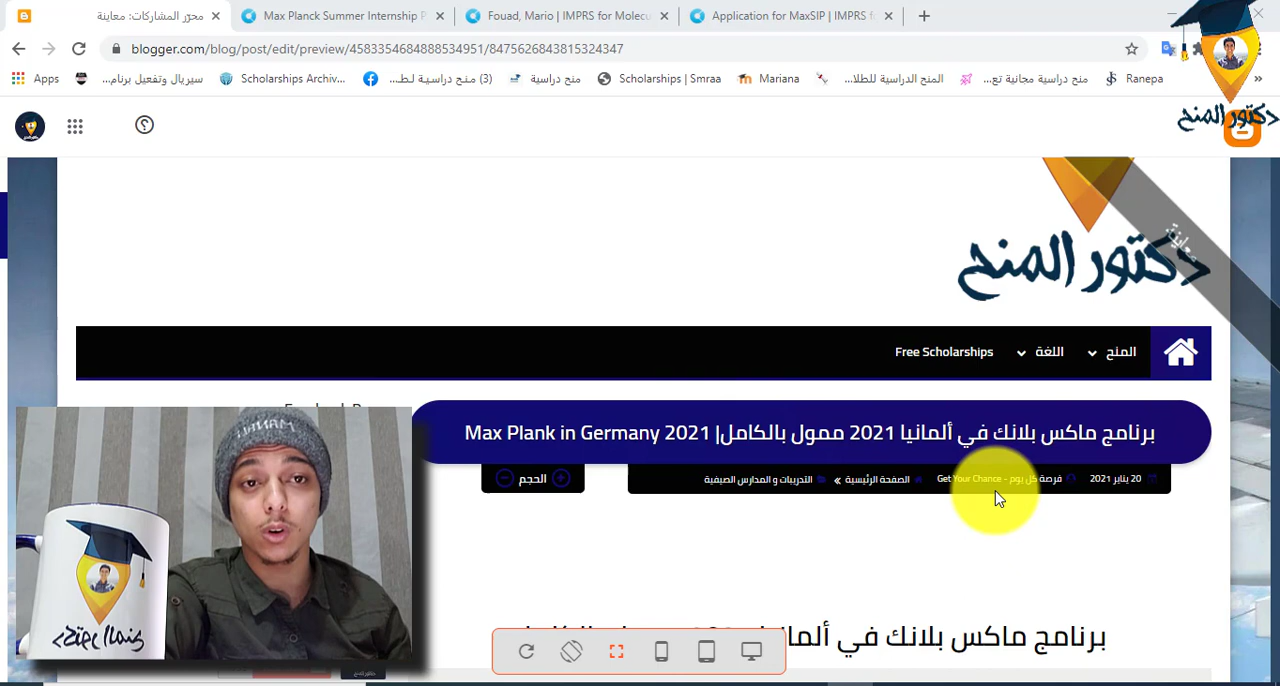 محرّر المشاركات: معاينة
Max Planck Summer Internship P
Fouad, Mario | IMPRS for Molecu
Application for MaxSIP | IMPRS f
blogger.com/blog/post/edit/preview/4583354684888534951/8475626843815324347
Apps
سيريال وتفعيل برنام...
Scholarships Archiv...
(3) منح دراسية لط...
منح دراسية
Scholarships | Smraa
Mariana
المنح الدراسية للطلا...
منح دراسية مجانية تع...
Ranepa
دكتور المنح
معاينة
دكتور المنح
المنح
اللغة
Free Scholarships
برنامج ماكس بلانك في ألمانيا 2021 ممول بالكامل| Max Plank in Germany 2021
20 يناير 2021
فرصة كل يوم - Get Your Chance
الصفحة الرئيسية
التدريبات و المدارس الصيفية
الحجم
برنامج ماكس بلانك في